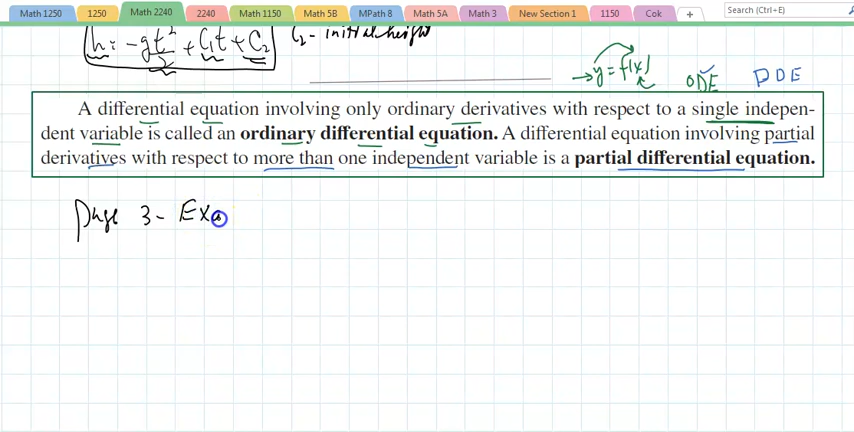 Math 1250 1250 Math 2240 2240 Math1150 Math 5B MPath 8 Math 5A Math 3 New Section 1 1150 Cok + Search (Ctrl+E)
h = -gt²/2 + C₁t + C₂ C₂- initial height
→ y = f(x) ODE PDE
A differential equation involving only ordinary derivatives with respect to a single indepen-
dent variable is called an ordinary differential equation. A differential equation involving partial
derivatives with respect to more than one independent variable is a partial differential equation.
page 3 - Exa